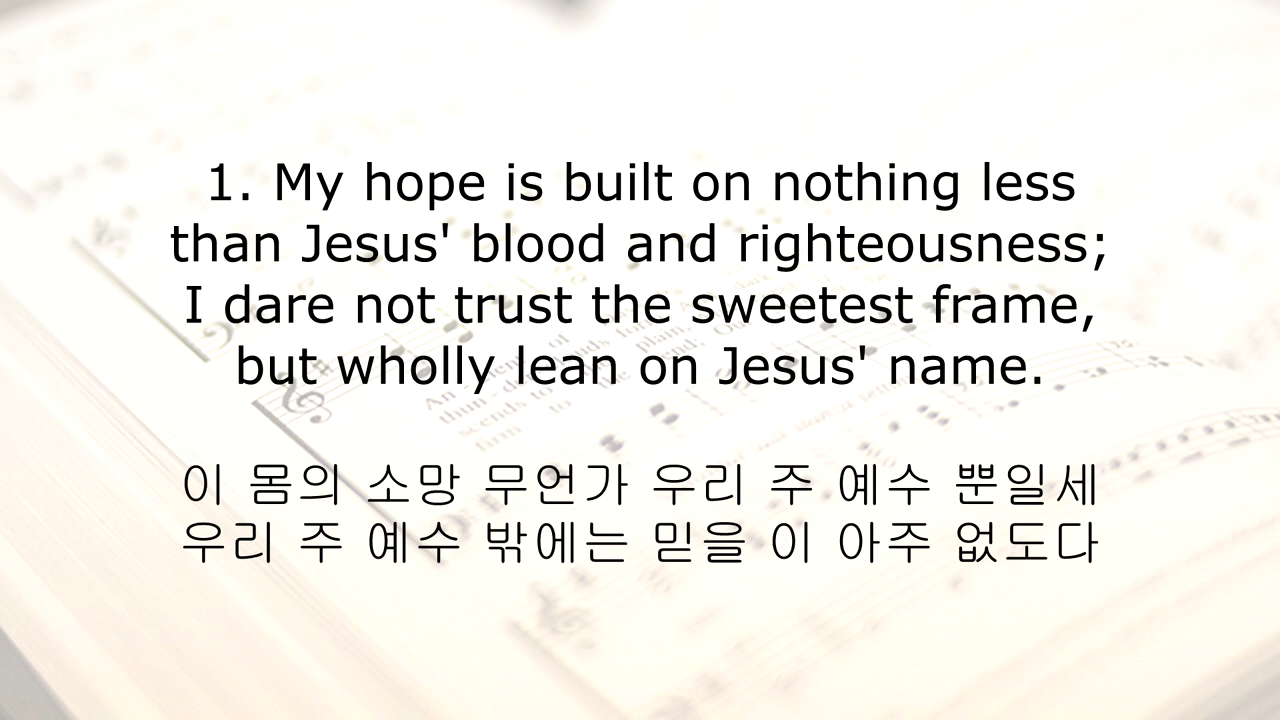 1. My hope is built on nothing less
than Jesus' blood and righteousness;
I dare not trust the sweetest frame,
but wholly lean on Jesus' name.
이 몸의 소망 무언가 우리 주 예수 뿐일세
우리 주 예수 밖에는 믿을 이 아주 없도다